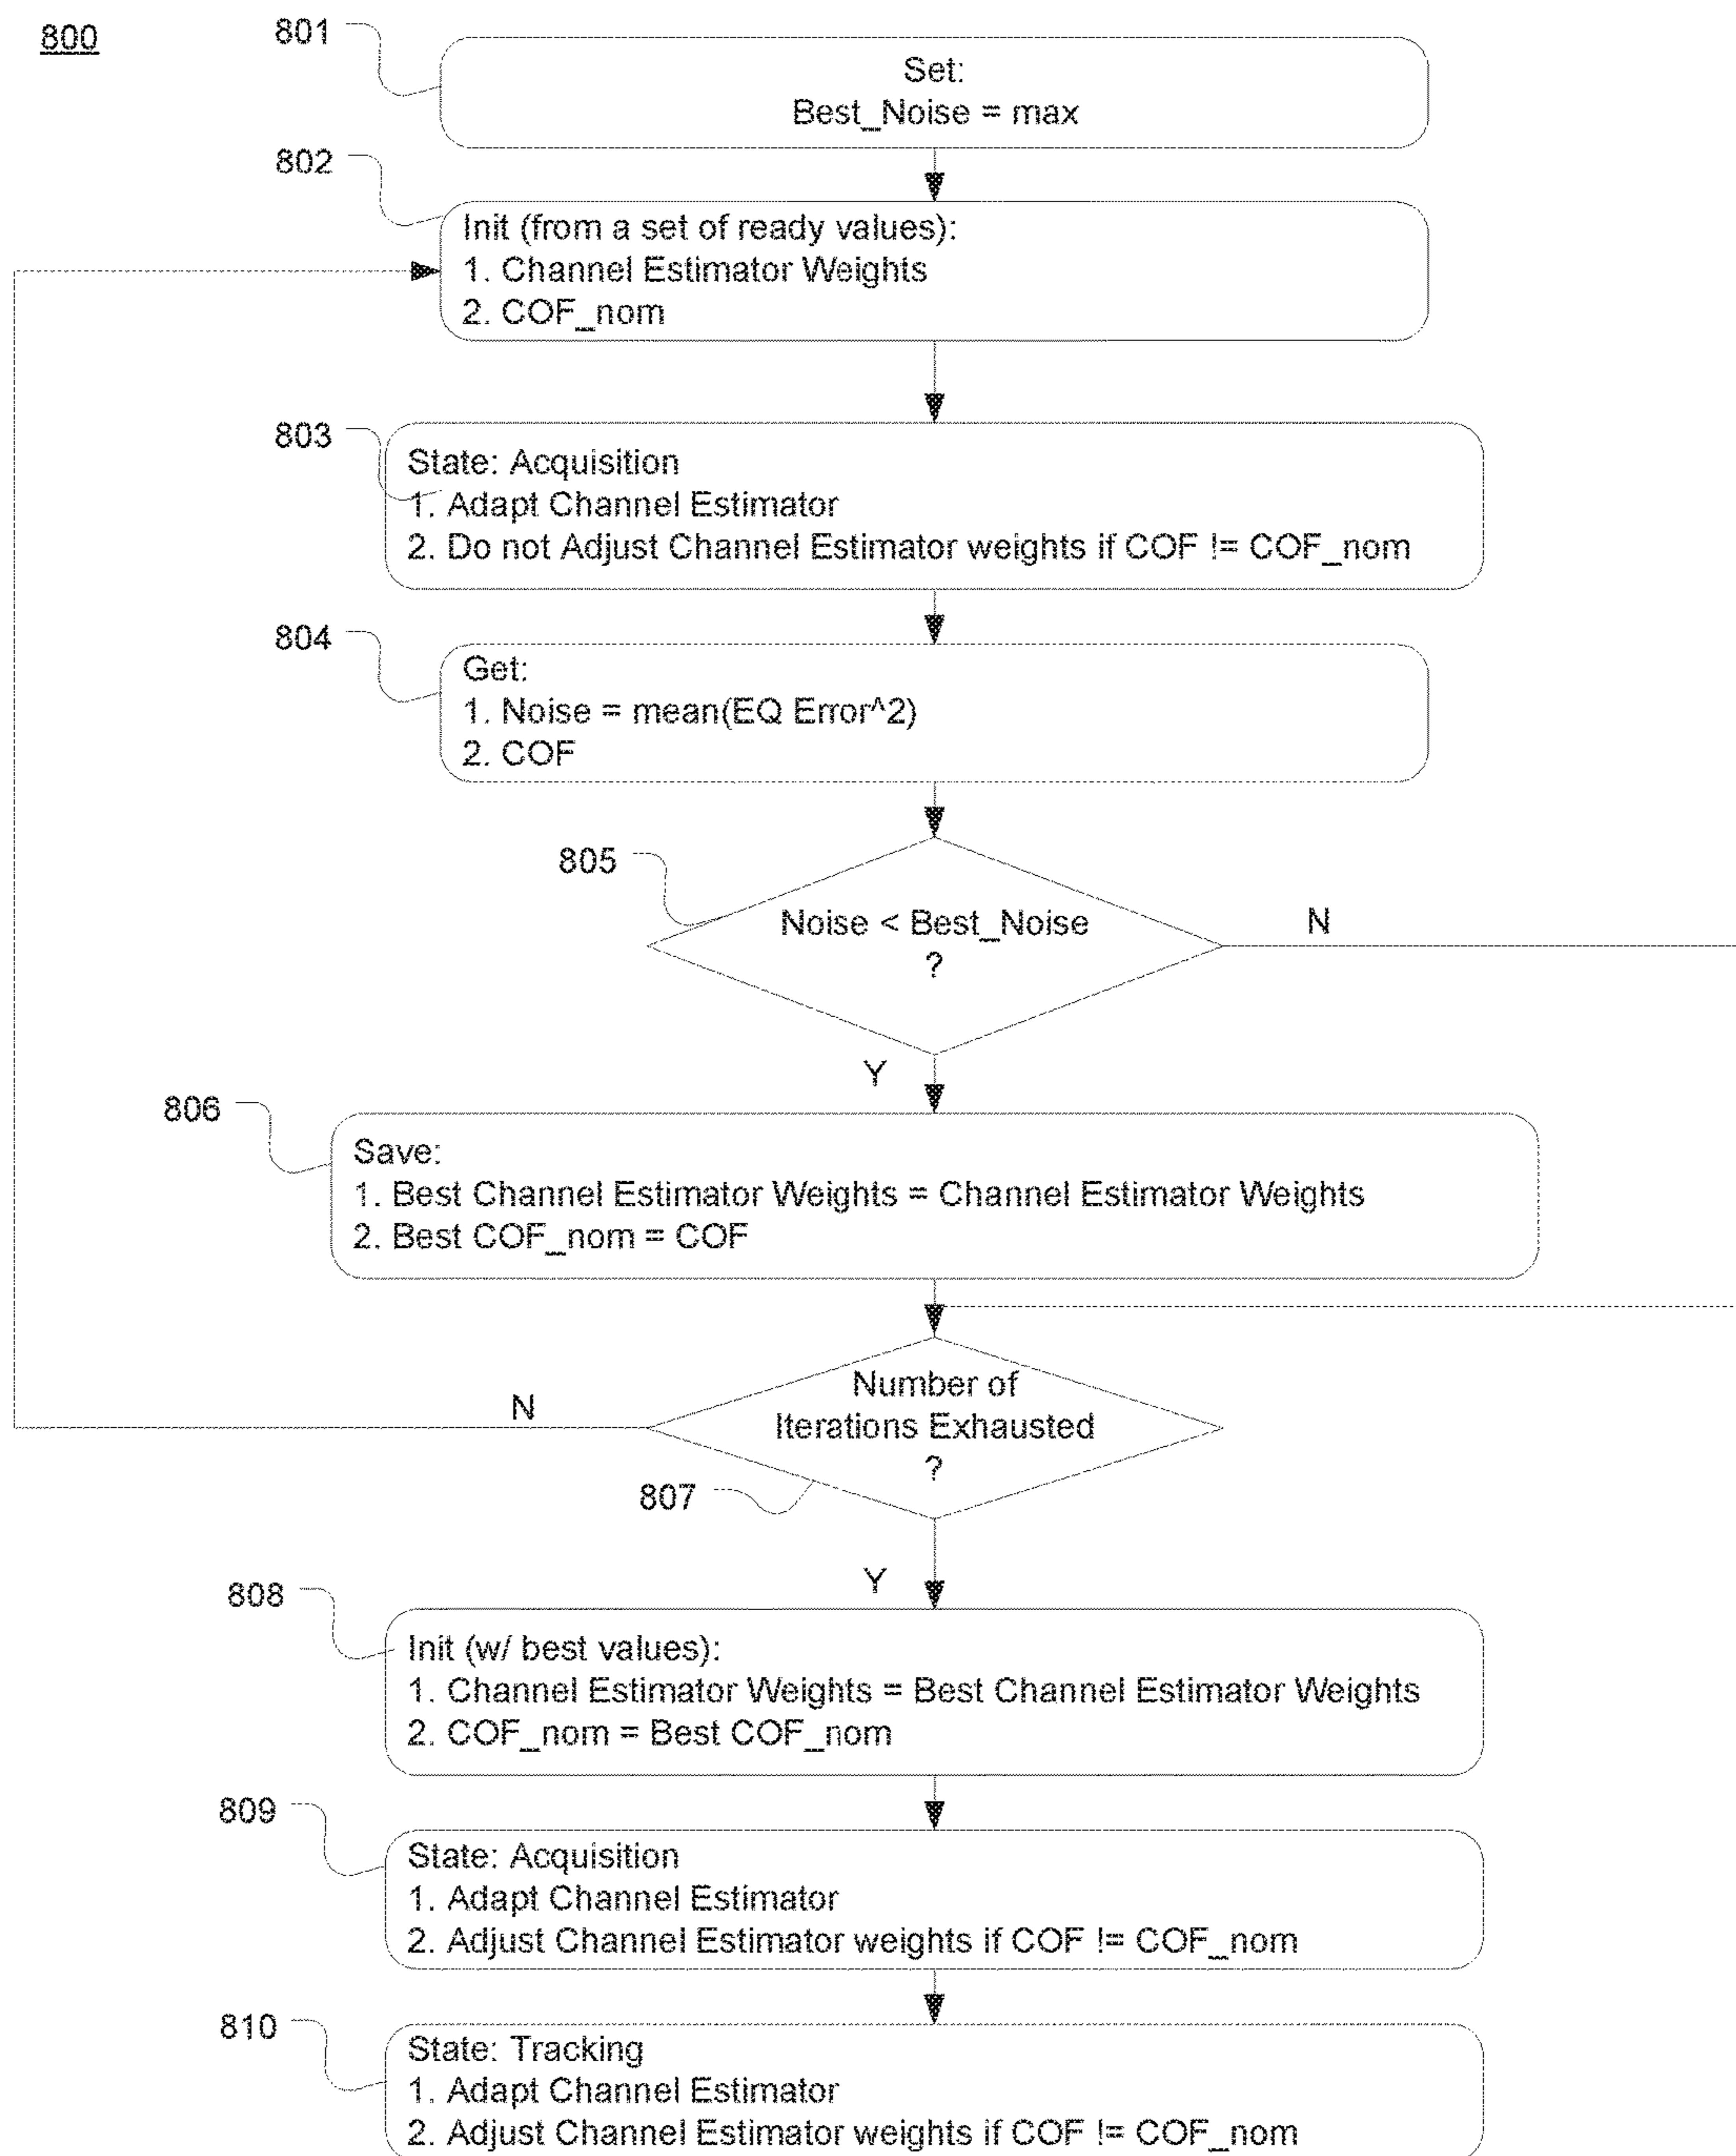 800
801
Set:
Best_Noise = max
802
Init (from a set of ready values):
1. Channel Estimator Weights
2. COF_nom
803
State: Acquisition
1. Adapt Channel Estimator
2. Do not Adjust Channel Estimator weights if COF != COF_nom
804
Get:
1. Noise = mean(EQ Error^2)
2. COF
805
Noise < Best_Noise
?
N
Y
806
Save:
1. Best Channel Estimator Weights = Channel Estimator Weights
2. Best COF_nom = COF
Number of
Iterations Exhausted
?
N
807
Y
808
Init (w/ best values):
1. Channel Estimator Weights = Best Channel Estimator Weights
2. COF_nom = Best COF_nom
809
State: Acquisition
1. Adapt Channel Estimator
2. Adjust Channel Estimator weights if COF != COF_nom
810
State: Tracking
1. Adapt Channel Estimator
2. Adjust Channel Estimator weights if COF != COF_nom